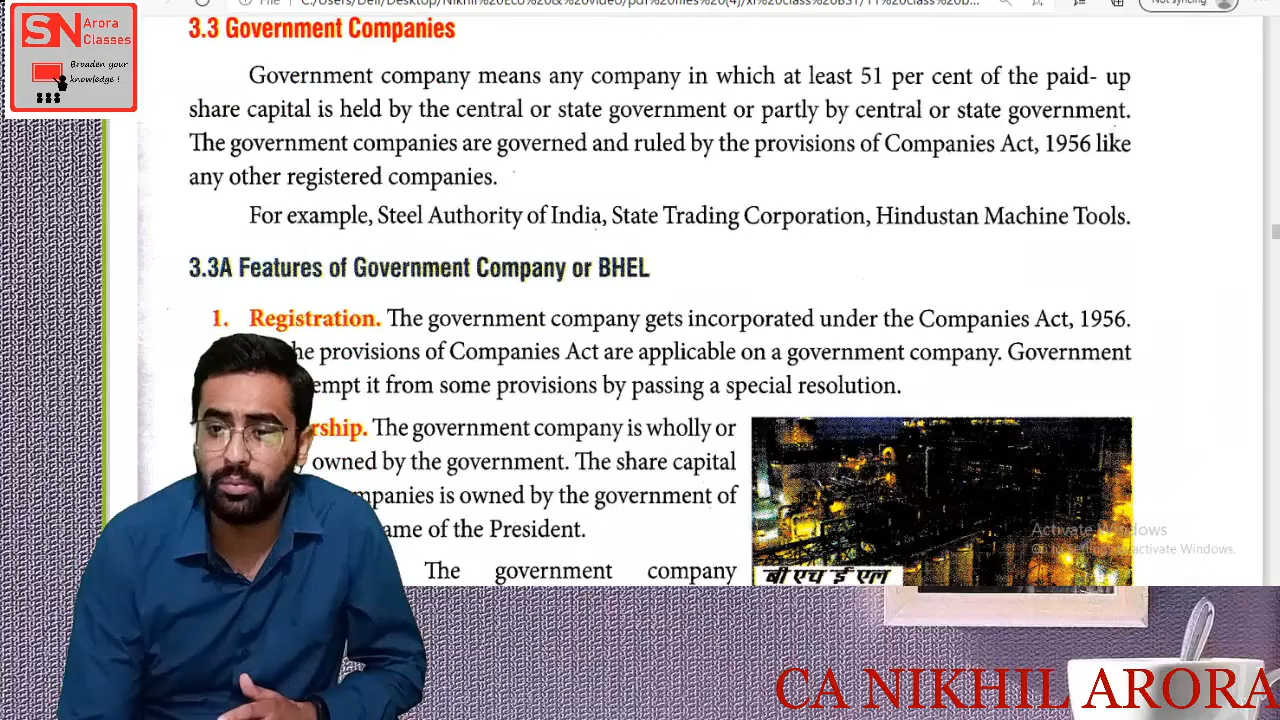 SN Arora
Classes
Broaden your
knowledge !
Not syncing
3.3 Government Companies
Government company means any company in which at least 51 per cent of the paid- up
share capital is held by the central or state government or partly by central or state government.
The government companies are governed and ruled by the provisions of Companies Act, 1956 like
any other registered companies.
For example, Steel Authority of India, State Trading Corporation, Hindustan Machine Tools.
3.3A Features of Government Company or BHEL
1. Registration. The government company gets incorporated under the Companies Act, 1956.
he provisions of Companies Act are applicable on a government company. Government
empt it from some provisions by passing a special resolution.
rship. The government company is wholly or
owned by the government. The share capital
mpanies is owned by the government of
ame of the President.
The government company
बी एच ई एल
Activate Windows
activate Windows.
CA NIKHIL ARORA